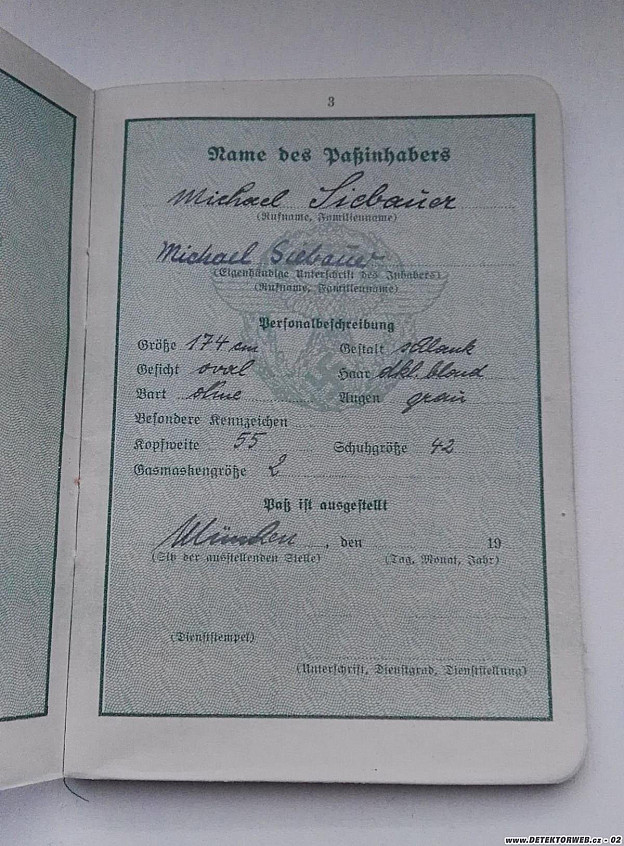 3
Name des Paßinhabers
Michael Siebauer
(Rufname, Familienname)
Michael Siebauer
(Eigenhändige Unterschrift des Inhabers)
(Rufname, Familienname)
Personalbeschreibung
Größe 174 cm Gestalt schlank
Gesicht oval Haar dkl. blond
Bart ohne Augen grau
Besondere Kennzeichen
Kopfweite 55 Schuhgröße 42
Gasmaskengröße 2
Paß ist ausgestellt
München, den 19
(Sitz der ausstellenden Stelle) (Tag, Monat, Jahr)
(Dienststempel)
(Unterschrift, Dienstgrad, Dienststellung)
www.DETEKTORWEB.cz - 02